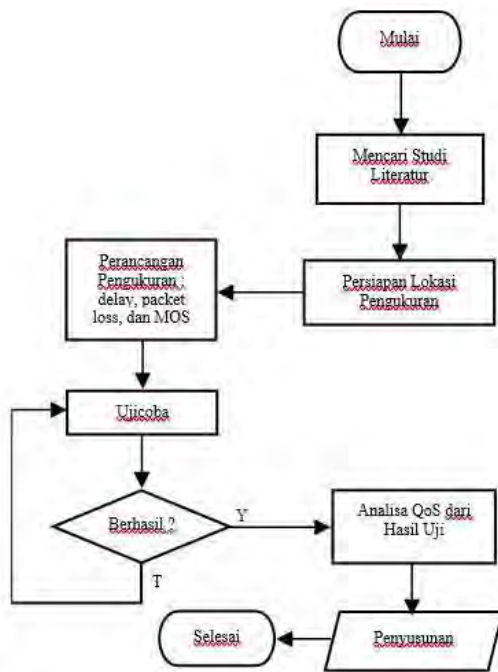 Mulai
Mencari Studi
Literatur
Persiapan Lokasi
Pengukuran
Perancangan
Pengukuran ;
delay, packet
loss, dan MOS
Ujicoba
Berhasil ?
Y
T
Analisa QoS dari
Hasil Uji
Penyusunan
Selesai